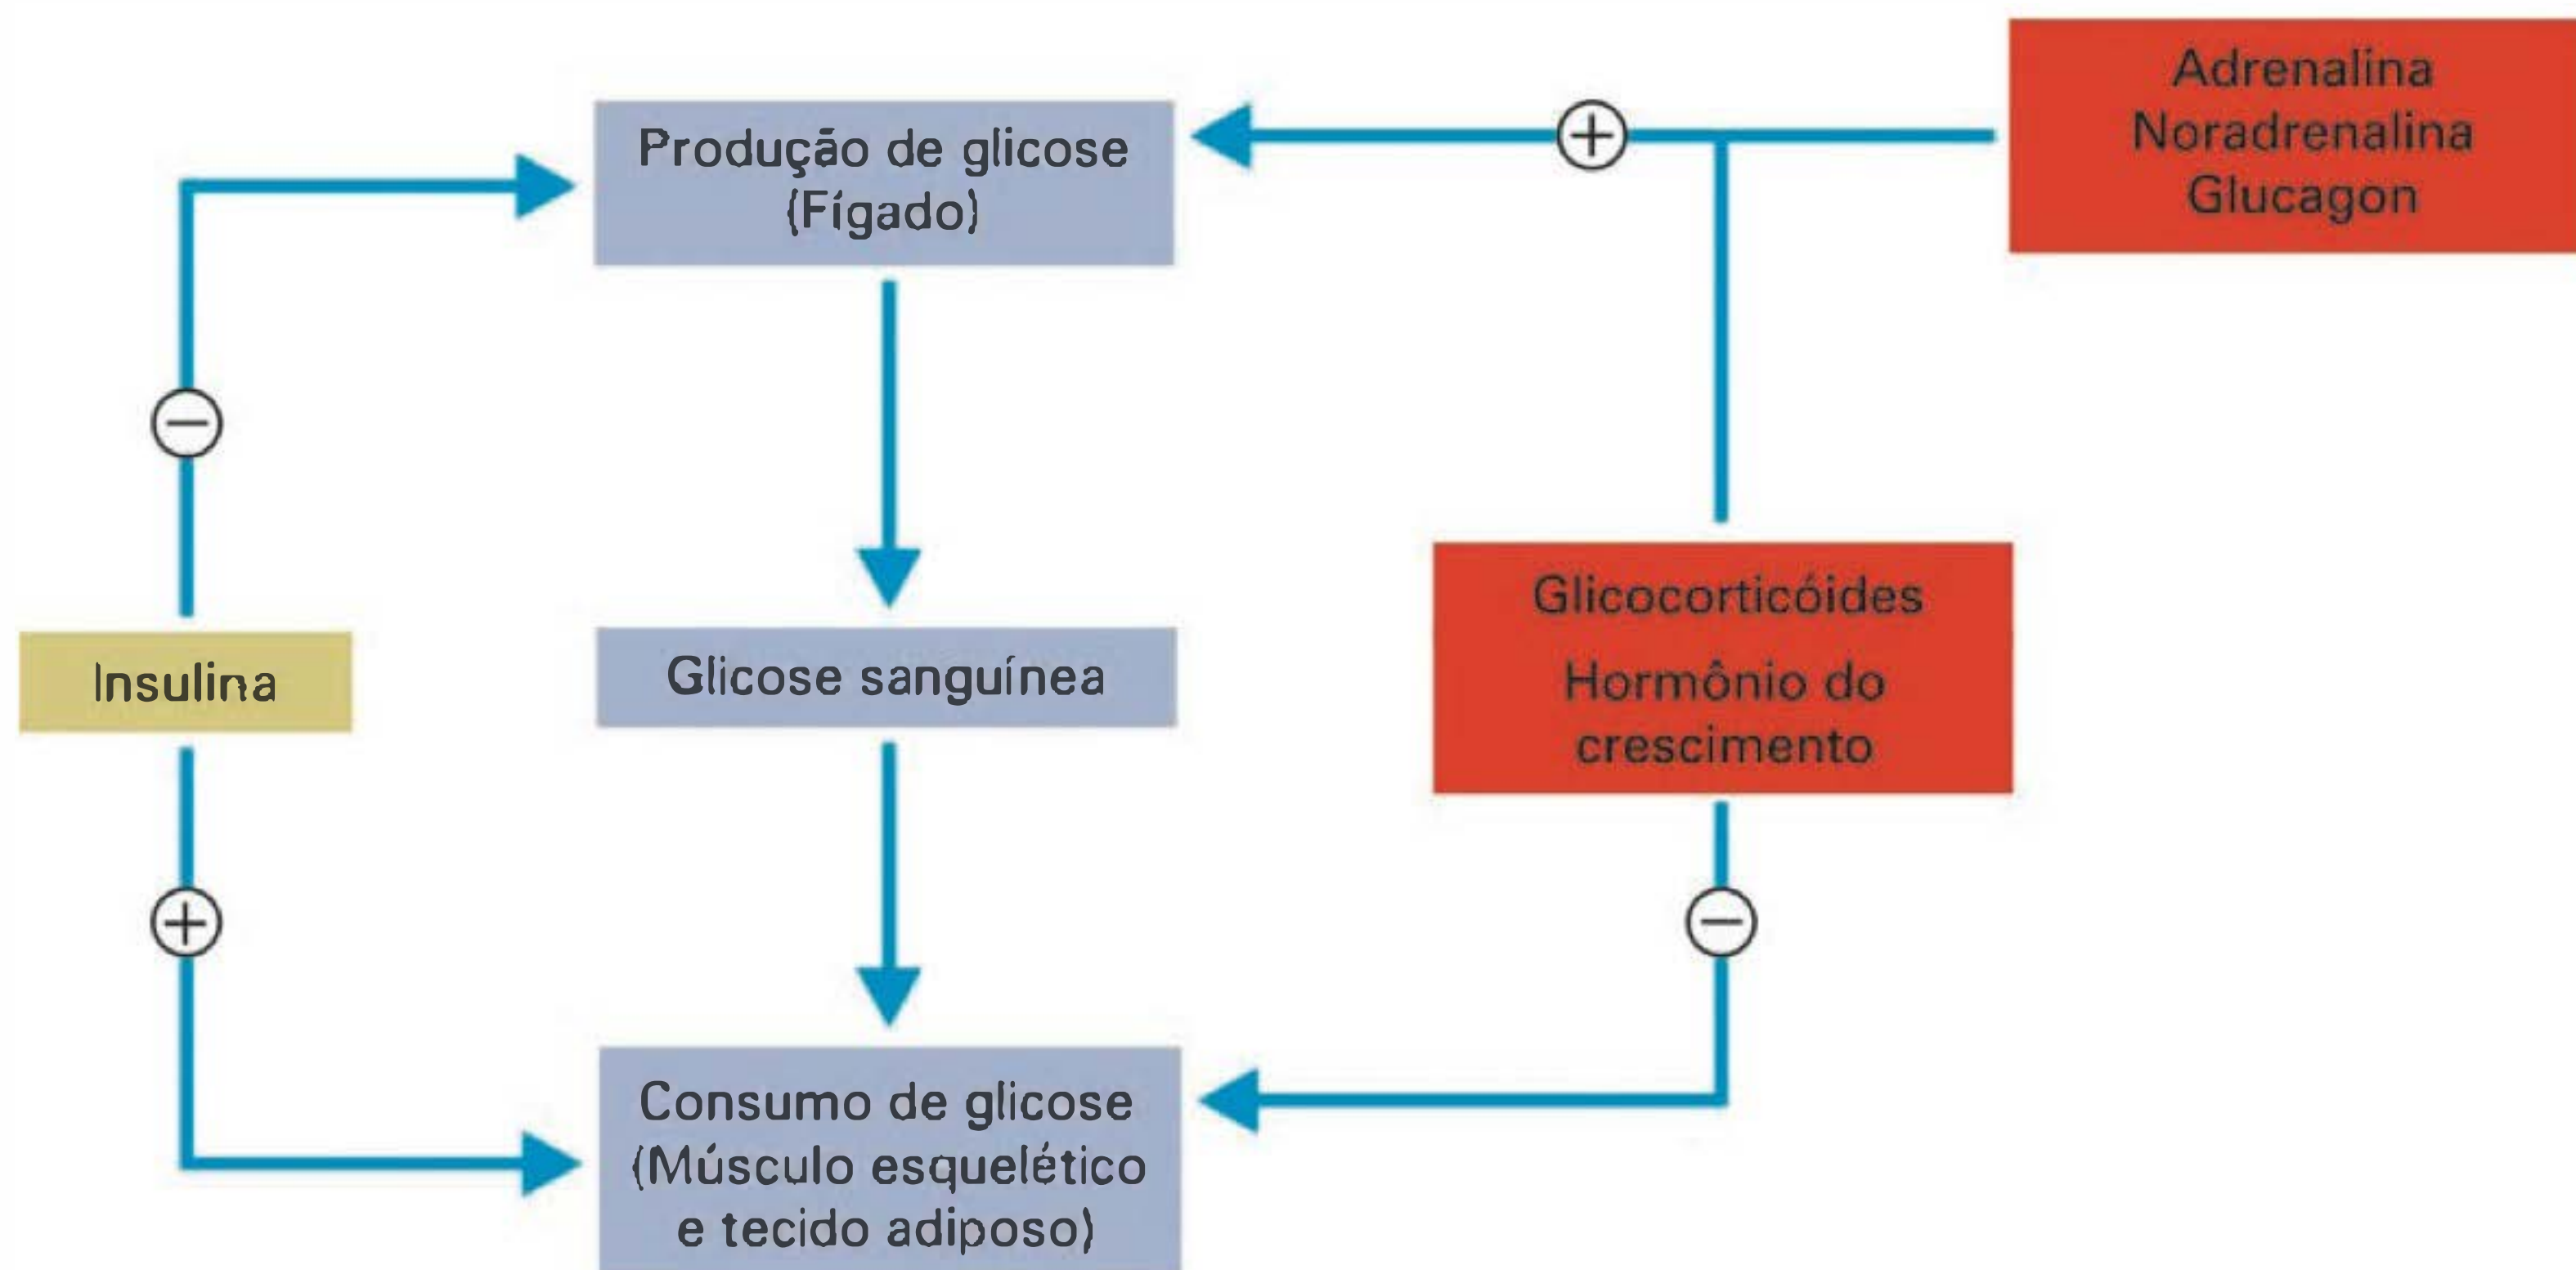 Adrenalina
Noradrenalina
Glucagon
Produção de glicose
(Fígado)
+
−
Glicocorticóides
Hormônio do
crescimento
Insulina
Glicose sanguínea
+
−
Consumo de glicose
(Músculo esquelético
e tecido adiposo)